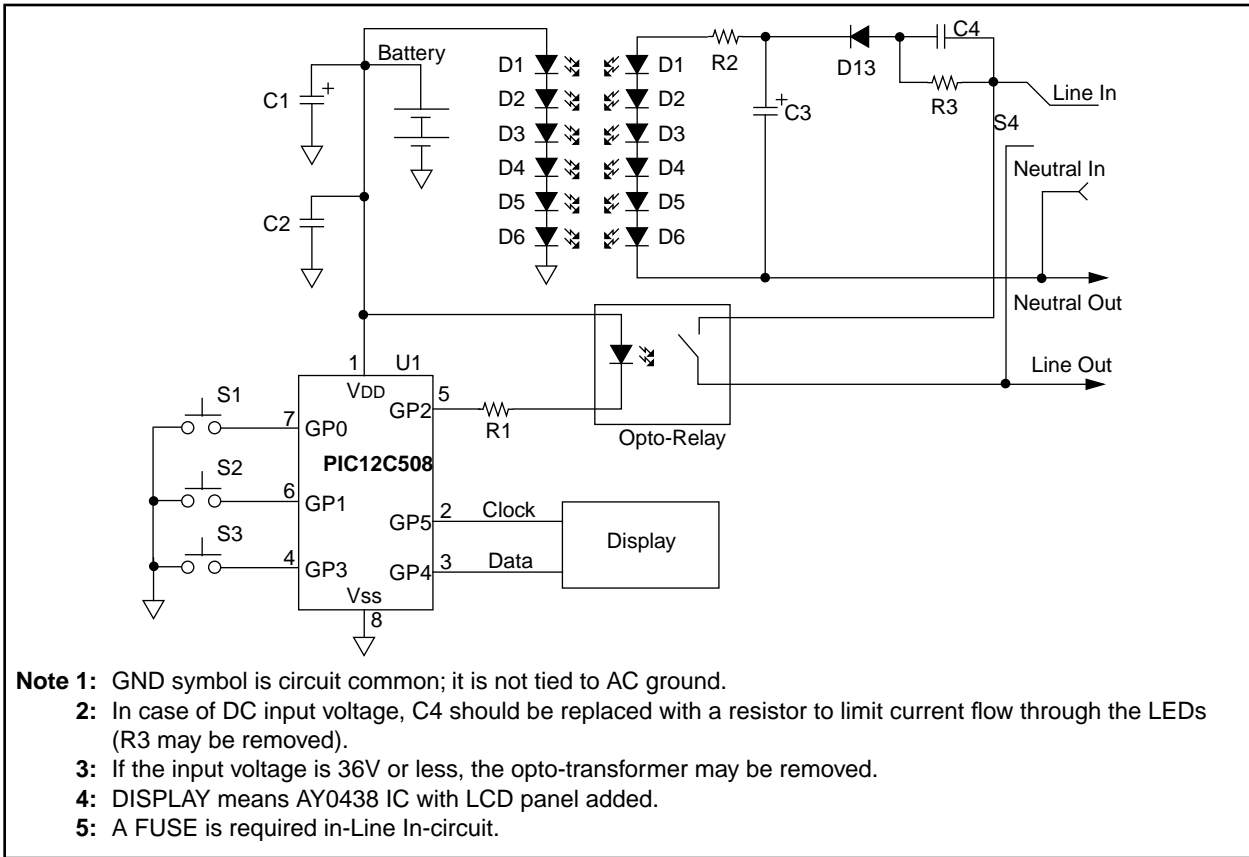 Battery
C1
C2
D1
D2
D3
D4
D5
D6
D1
D2
D3
D4
D5
D6
R2
C3
D13
C4
R3
Line In
S4
Neutral In
Neutral Out
Line Out
Opto-Relay
R1
1
U1
VDD
5
GP2
S1
7
GP0
PIC12C508
S2
6
GP1
S3
4
GP3
GP5
2
Clock
GP4
3
Data
Display
Vss
8
Note 1: GND symbol is circuit common; it is not tied to AC ground.
2: In case of DC input voltage, C4 should be replaced with a resistor to limit current flow through the LEDs
(R3 may be removed).
3: If the input voltage is 36V or less, the opto-transformer may be removed.
4: DISPLAY means AY0438 IC with LCD panel added.
5: A FUSE is required in-Line In-circuit.